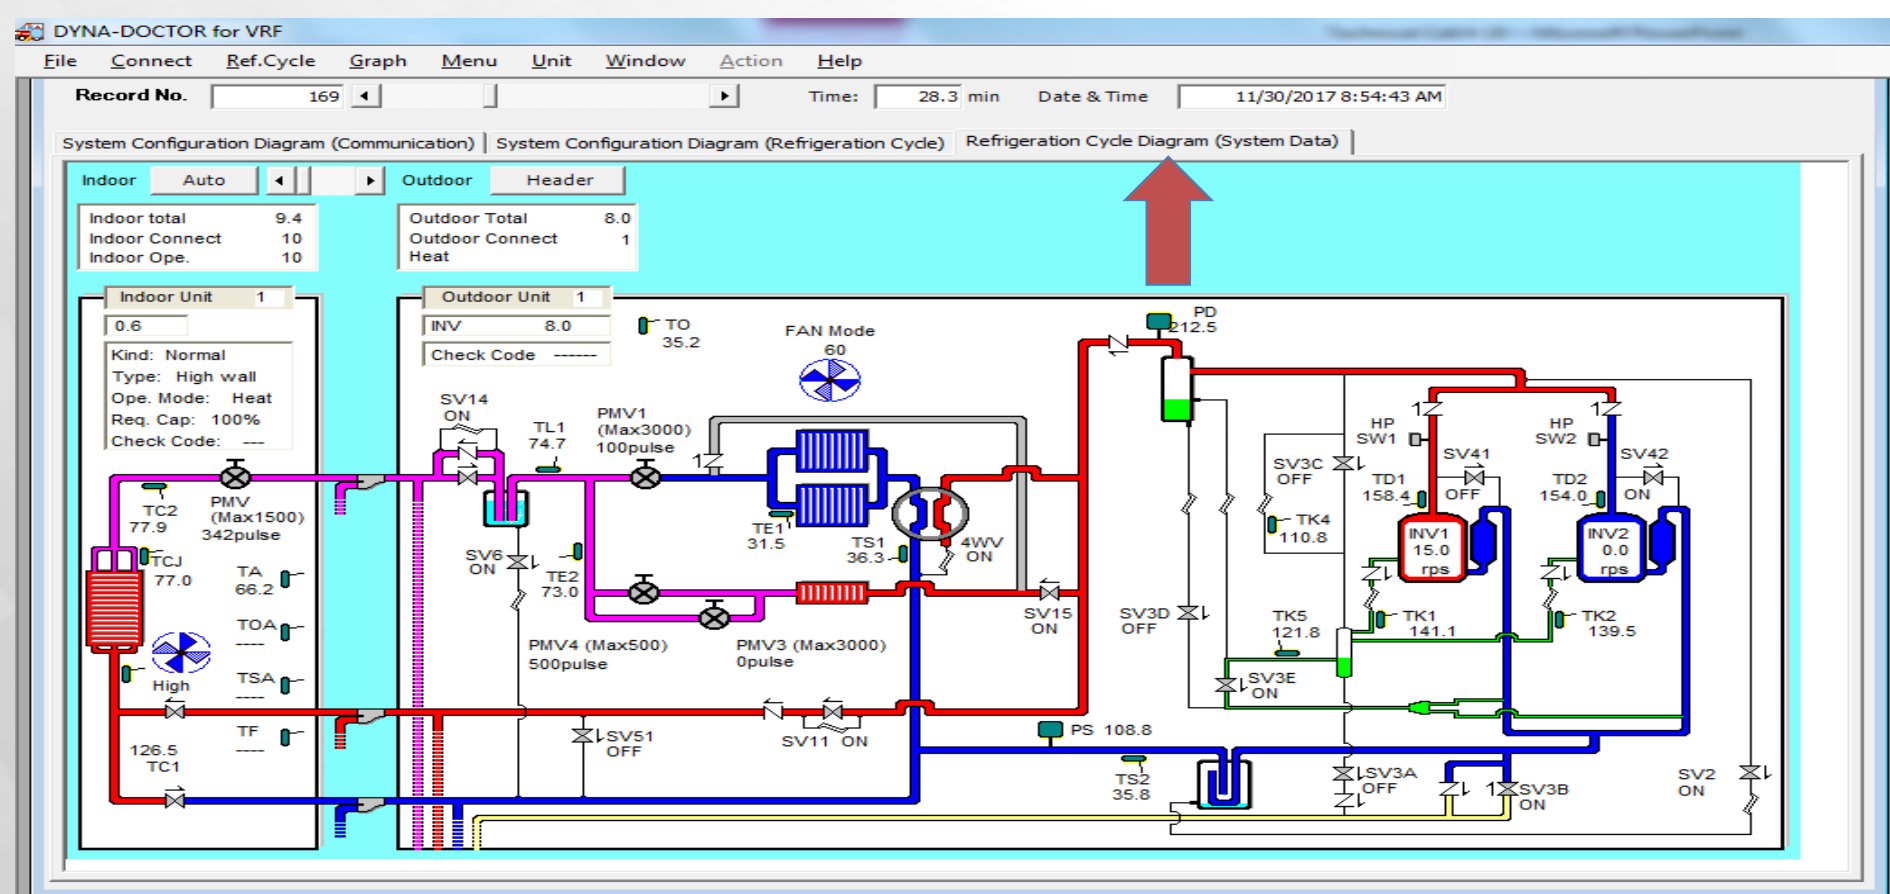 DYNA-DOCTOR for VRF
File Connect Ref.Cycle Graph Menu Unit Window Action Help
Record No. 169 Time: 28.3 min Date & Time 11/30/2017 8:54:43 AM
System Configuration Diagram (Communication) System Configuration Diagram (Refrigeration Cycle) Refrigeration Cycle Diagram (System Data)
Indoor Auto Outdoor Header
Indoor total 9.4
Indoor Connect 10
Indoor Ope. 10
Outdoor Total 8.0
Outdoor Connect 1
Heat
Indoor Unit 1
0.6
Kind: Normal
Type: High wall
Ope. Mode: Heat
Req. Cap: 100%
Check Code: ---
PMV
(Max1500)
342pulse
TC2
77.9
TCJ
77.0
TA
66.2
TOA
----
TSA
----
TF
----
High
126.5
TC1
Outdoor Unit 1
INV 8.0
Check Code ------
TO
35.2
FAN Mode
60
SV14
ON
TL1
74.7
PMV1
(Max3000)
100pulse
SV6
ON
TE2
73.0
TE1
31.5
TS1
36.3
4WV
ON
PMV4 (Max500)
500pulse
PMV3 (Max3000)
0pulse
SV15
ON
SV51
OFF
SV11 ON
PS 108.8
TS2
35.8
PD
212.5
HP
SW1
HP
SW2
SV41
OFF
SV42
ON
SV3C
OFF
TD1
158.4
TD2
154.0
TK4
110.8
INV1
15.0
rps
INV2
0.0
rps
SV3D
OFF
TK5
121.8
TK1
141.1
TK2
139.5
SV3E
ON
SV3A
OFF
SV3B
ON
SV2
ON